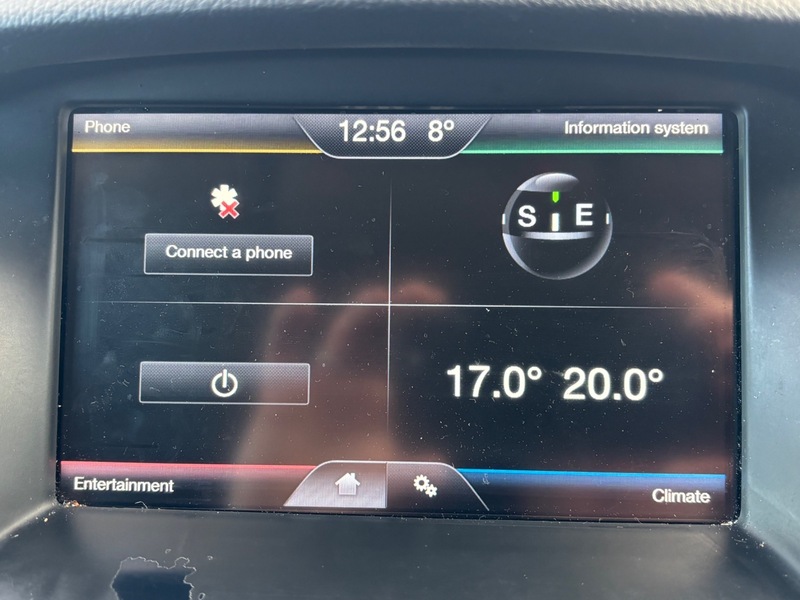 Phone
12:56 8°
Information system
S E
Connect a phone
17.0° 20.0°
Entertainment
Climate